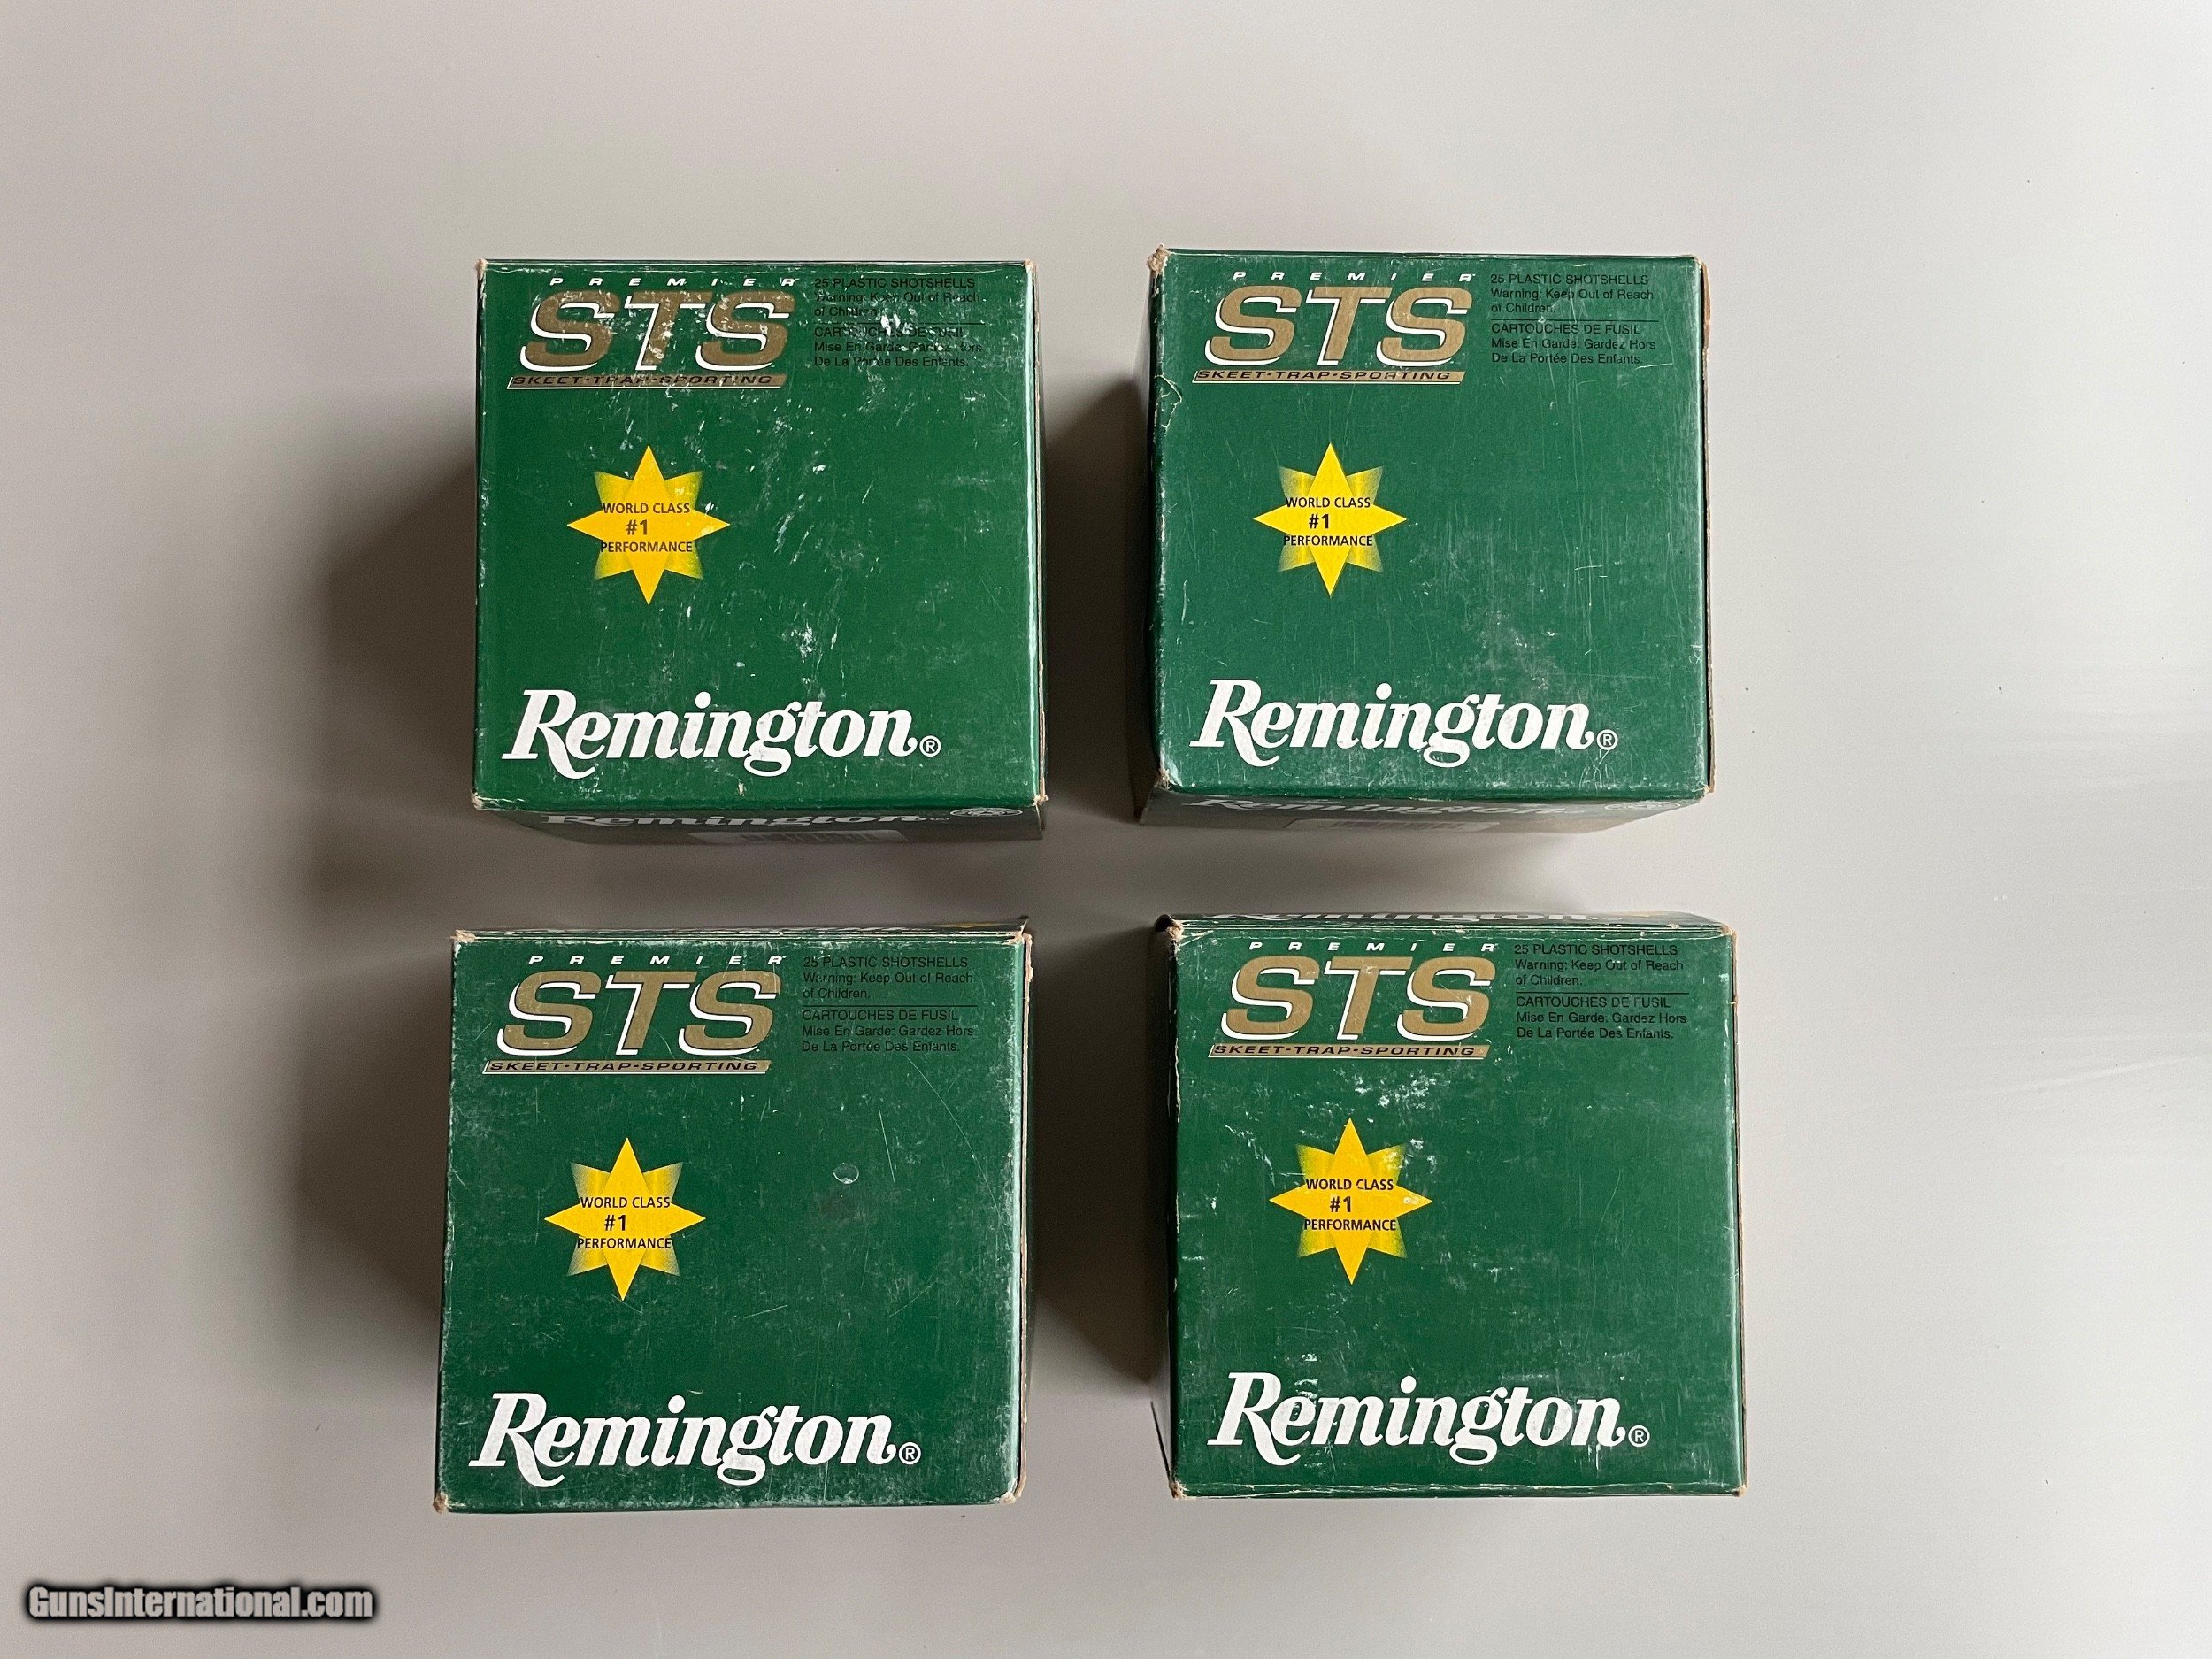 PREMIER
STS
SKEET•TRAP•SPORTING
25 PLASTIC SHOTSHELLS
Warning: Keep Out of Reach
of Children.
CARTOUCHES DE FUSIL
Mise En Garde: Gardez Hors
De La Portée Des Enfants.
WORLD CLASS
#1
PERFORMANCE
Remington®
Remington®
PREMIER
STS
SKEET•TRAP•SPORTING
25 PLASTIC SHOTSHELLS
Warning: Keep Out of Reach
of Children.
CARTOUCHES DE FUSIL
Mise En Garde: Gardez Hors
De La Portée Des Enfants.
WORLD CLASS
#1
PERFORMANCE
Remington®
Remington
PREMIER
STS
SKEET•TRAP•SPORTING
25 PLASTIC SHOTSHELLS
Warning: Keep Out of Reach
of Children.
CARTOUCHES DE FUSIL
Mise En Garde: Gardez Hors
De La Portée Des Enfants.
WORLD CLASS
#1
PERFORMANCE
Remington®
Remington
PREMIER
STS
SKEET•TRAP•SPORTING
25 PLASTIC SHOTSHELLS
Warning: Keep Out of Reach
of Children.
CARTOUCHES DE FUSIL
Mise En Garde: Gardez Hors
De La Portée Des Enfants.
WORLD CLASS
#1
PERFORMANCE
Remington®
GunsInternational.com